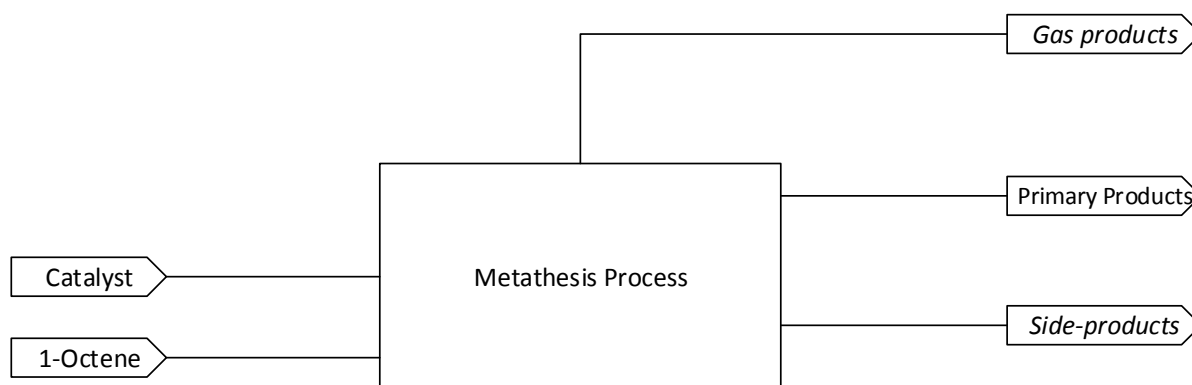 Gas products
Primary Products
Metathesis Process
Catalyst
Side-products
1-Octene